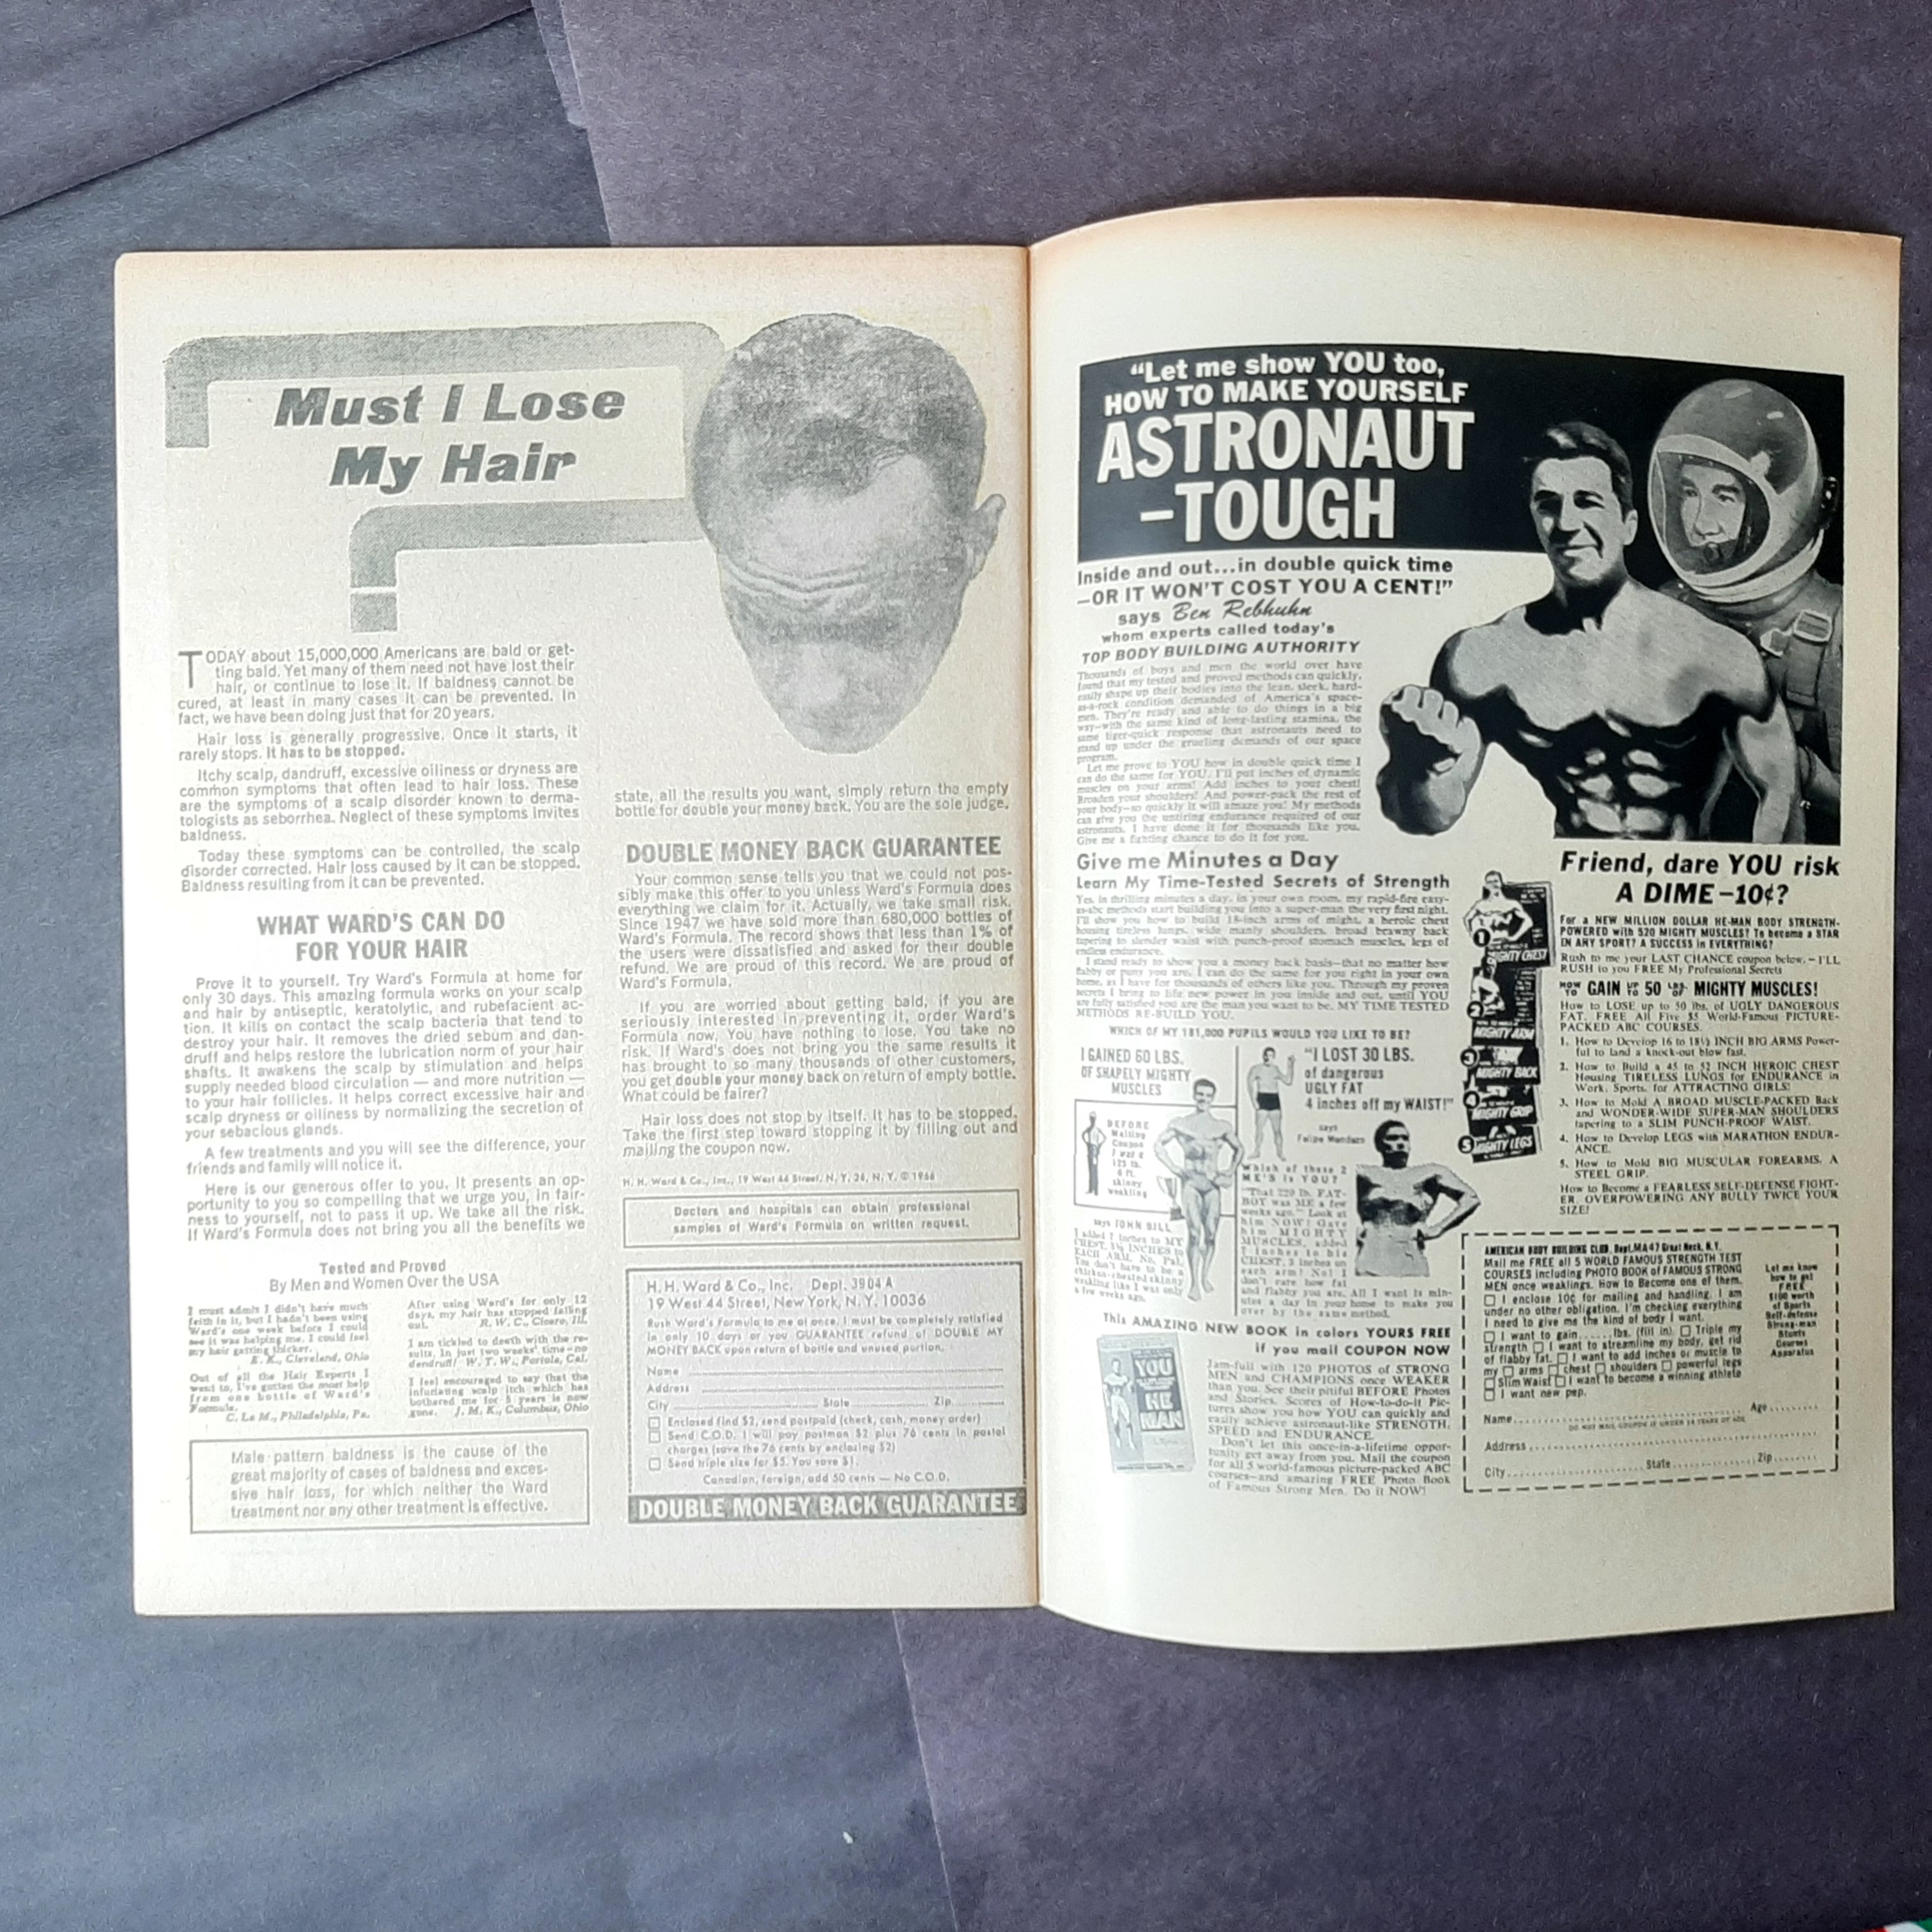 Must I Lose
My Hair
TODAY about 15,000,000 Americans are bald or get-
ting bald. Yet many of them need not have lost their
hair, or continue to lose it. If baldness cannot be
cured, at least in many cases it can be prevented. In
fact, we have been doing just that for 20 years.
Hair loss is generally progressive. Once it starts, it
rarely stops. It has to be stopped.
Itchy scalp, dandruff, excessive oiliness or dryness are
common symptoms that often lead to hair loss. These
are the symptoms of a scalp disorder known to derma-
tologists as seborrhea. Neglect of these symptoms invites
baldness.
Today these symptoms can be controlled, the scalp
disorder corrected. Hair loss caused by it can be stopped.
Baldness resulting from it can be prevented.
WHAT WARD'S CAN DO
FOR YOUR HAIR
Prove it to yourself. Try Ward's Formula at home for
only 30 days. This amazing formula works on your scalp
and hair by antiseptic, keratolytic, and rubefacient ac-
tion. It kills on contact the scalp bacteria that tend to
destroy your hair. It removes the dried sebum and dan-
druff and helps restore the lubrication norm of your hair
shafts. It awakens the scalp by stimulation and helps
supply needed blood circulation — and more nutrition —
to your hair follicles. It helps correct excessive hair and
scalp dryness or oiliness by normalizing the secretion of
your sebacious glands.
A few treatments and you will see the difference, your
friends and family will notice it.
Here is our generous offer to you. It presents an op-
portunity to you so compelling that we urge you, in fair-
ness to yourself, not to pass it up. We take all the risk.
If Ward's Formula does not bring you all the benefits we
Tested and Proved
By Men and Women Over the USA
I must admit I didn't have much
faith in it, but I hadn't been using
Ward's one week before I could
see it was helping me. I could feel
my hair getting thicker.
E. K., Cleveland, Ohio
Out of all the Hair Experts I
went to, I've gotten the most help
from one bottle of Ward's
Formula.
C. La M., Philadelphia, Pa.
After using Ward's for only 12
days, my hair has stopped falling
out.
R. W. C., Cicero, Ill.
I am tickled to death with the re-
sults. In just two weeks' time—no
dandruff! W. T. W., Portola, Cal.
I feel encouraged to say that the
infuriating scalp itch which has
bothered me for 5 years is now
gone. J. M. K., Columbus, Ohio
Male pattern baldness is the cause of the
great majority of cases of baldness and exces-
sive hair loss, for which neither the Ward
treatment nor any other treatment is effective.
state, all the results you want, simply return the empty
bottle for double your money back. You are the sole judge.
DOUBLE MONEY BACK GUARANTEE
Your common sense tells you that we could not pos-
sibly make this offer to you unless Ward's Formula does
everything we claim for it. Actually, we take small risk.
Since 1947 we have sold more than 680,000 bottles of
Ward's Formula. The record shows that less than 1% of
the users were dissatisfied and asked for their double
refund. We are proud of this record. We are proud of
Ward's Formula.
If you are worried about getting bald, if you are
seriously interested in preventing it, order Ward's
Formula now. You have nothing to lose. You take no
risk. If Ward's does not bring you the same results it
has brought to so many thousands of other customers,
you get double your money back on return of empty bottle.
What could be fairer?
Hair loss does not stop by itself. It has to be stopped.
Take the first step toward stopping it by filling out and
mailing the coupon now.
H. H. Ward & Co., Inc., 19 West 44 Street, N. Y. 36, N. Y. © 1966
Doctors and hospitals can obtain professional
samples of Ward's Formula on written request.
H. H. Ward & Co., Inc. Dept. 3904 A
19 West 44 Street, New York, N. Y. 10036
Rush Ward's Formula to me at once. I must be completely satisfied
in only 10 days or you GUARANTEE refund of DOUBLE MY
MONEY BACK upon return of bottle and unused portion.
Name
Address
City State Zip
Enclosed find $2, send postpaid (check, cash, money order)
Send C.O.D. I will pay postman $2 plus 76 cents in postal
charges (save the 76 cents by enclosing $2)
Send triple size for $5. You save $1.
Canadian, foreign, add 50 cents — No C.O.D.
DOUBLE MONEY BACK GUARANTEE
"Let me show YOU too,
HOW TO MAKE YOURSELF
ASTRONAUT
–TOUGH
Inside and out...in double quick time
–OR IT WON'T COST YOU A CENT!"
says Ben Rebhuhn
whom experts called today's
TOP BODY BUILDING AUTHORITY
Thousands of boys and men the world over have
found that my tested and proved methods can quickly,
easily shape up their bodies into the lean, sleek, hard-
as-a-rock condition demanded of America's space-
men. They're ready and able to do things in a big
way—with the same kind of long-lasting stamina, the
same tiger-quick response that astronauts need to
stand up under the grueling demands of our space
program.
Let me prove to YOU how in double quick time I
can do the same for YOU. I'll put inches of dynamic
muscles on your arms! Add inches to your chest!
Broaden your shoulders! And power-pack the rest of
your body—so quickly it will amaze you! My methods
can give you the untiring endurance required of our
astronauts. I have done it for thousands like you.
Give me a fighting chance to do it for you.
Give me Minutes a Day
Learn My Time-Tested Secrets of Strength
Yes, in thrilling minutes a day, in your own room, my rapid-fire easy-
as-abc methods start building you into a super-man the very first night.
I'll show you how to build 18-inch arms of might, a heroic chest
housing tireless lungs, wide manly shoulders, broad brawny back
tapering to slender waist with punch-proof stomach muscles, legs of
endless endurance.
I stand ready to show you a money back basis—that no matter how
flabby or puny you are, I can do the same for you right in your own
home, as I have for thousands of others like you. Through my proven
secrets I bring to life new power in you inside and out, until YOU
are fully satisfied you are the man you want to be. MY TIME TESTED
METHODS RE-BUILD YOU.
WHICH OF MY 181,000 PUPILS WOULD YOU LIKE TO BE?
I GAINED 60 LBS.
OF SHAPELY MIGHTY
MUSCLES
BEFORE
Mailing
Coupon
I was a
125 lb.
6 ft.
skinny
weakling
says JOHN SILL
I added 7 inches to MY
CHEST, 3½ INCHES to
EACH ARM. No, Pal,
You don't have to be a
chicken-chested skinny
weakling like I was only
a few weeks ago.
"I LOST 30 LBS.
of dangerous
UGLY FAT
4 inches off my WAIST!"
says
Felipe
Which of these 2
ME'S is YOU?
"That 220 lb. FAT-
BOY was ME a few
weeks ago." Look at
him NOW! Gave
him MIGHTY
MUSCLES, added
7 inches to his
CHEST, 3 inches on
each arm! No! I
don't care how fat
and flabby you are. All I want is min-
utes a day in your home to make you
over by the same method.
This AMAZING NEW BOOK in colors YOURS FREE
if you mail COUPON NOW
YOU
HE
MAN
Jam-full with 120 PHOTOS of STRONG
MEN and CHAMPIONS once WEAKER
than you. See their pitiful BEFORE Photos
and Stories. Scores of How-to-do-it Pic-
tures show you how YOU can quickly and
easily achieve astronaut-like STRENGTH,
SPEED and ENDURANCE.
Don't let this once-in-a-lifetime oppor-
tunity get away from you. Mail the coupon
for all 5 world-famous picture-packed ABC
courses—and amazing FREE Photo Book
of Famous Strong Men. Do it NOW!
1
MIGHTY CHEST
2
MIGHTY ARM
3
MIGHTY BACK
4
MIGHTY GRIP
5
MIGHTY LEGS
Friend, dare YOU risk
A DIME–10¢?
For a NEW MILLION DOLLAR HE-MAN BODY STRENGTH-
POWERED with 520 MIGHTY MUSCLES? To become a STAR
IN ANY SPORT? A SUCCESS in EVERYTHING?
Rush to me your LAST CHANCE coupon below. – I'LL
RUSH to you FREE My Professional Secrets
HOW TO GAIN UP TO 50 LBS. OF MIGHTY MUSCLES!
How to LOSE up to 50 lbs. of UGLY DANGEROUS
FAT. FREE All Five $5 World-Famous PICTURE-
PACKED ABC COURSES.
1. How to Develop 16 to 18½ INCH BIG ARMS Power-
ful to land a knock-out blow fast.
2. How to Build a 45 to 52 INCH HEROIC CHEST
Housing TIRELESS LUNGS for ENDURANCE in
Work, Sports, for ATTRACTING GIRLS!
3. How to Mold A BROAD MUSCLE-PACKED Back
and WONDER-WIDE SUPER-MAN SHOULDERS
tapering to a SLIM PUNCH-PROOF WAIST.
4. How to Develop LEGS with MARATHON ENDUR-
ANCE.
5. How to Mold BIG MUSCULAR FOREARMS, A
STEEL GRIP.
How to Become a FEARLESS SELF-DEFENSE FIGHT-
ER, OVERPOWERING ANY BULLY TWICE YOUR
SIZE!
AMERICAN BODY BUILDING CLUB, Dept. MA47 Great Neck, N.Y.
Mail me FREE all 5 WORLD FAMOUS STRENGTH TEST
COURSES including PHOTO BOOK of FAMOUS STRONG
MEN once weaklings. How to Become one of them.
I enclose 10¢ for mailing and handling. I am
under no other obligation. I'm checking everything
I need to give me the kind of body I want.
I want to gain......lbs. (fill in) Triple my
strength I want to streamline my body, get rid
of flabby fat. I want to add inches or muscle to
my arms chest shoulders powerful legs
Slim Waist I want to become a winning athlete
I want new pep.
Let me know
how to get
FREE
$100 worth
of Sports
Self-defense
Strong-man
Stunts
Courses
Apparatus
Name Age
DO NOT MAIL COUPON IF UNDER 14 YEARS OF AGE
Address
City State Zip